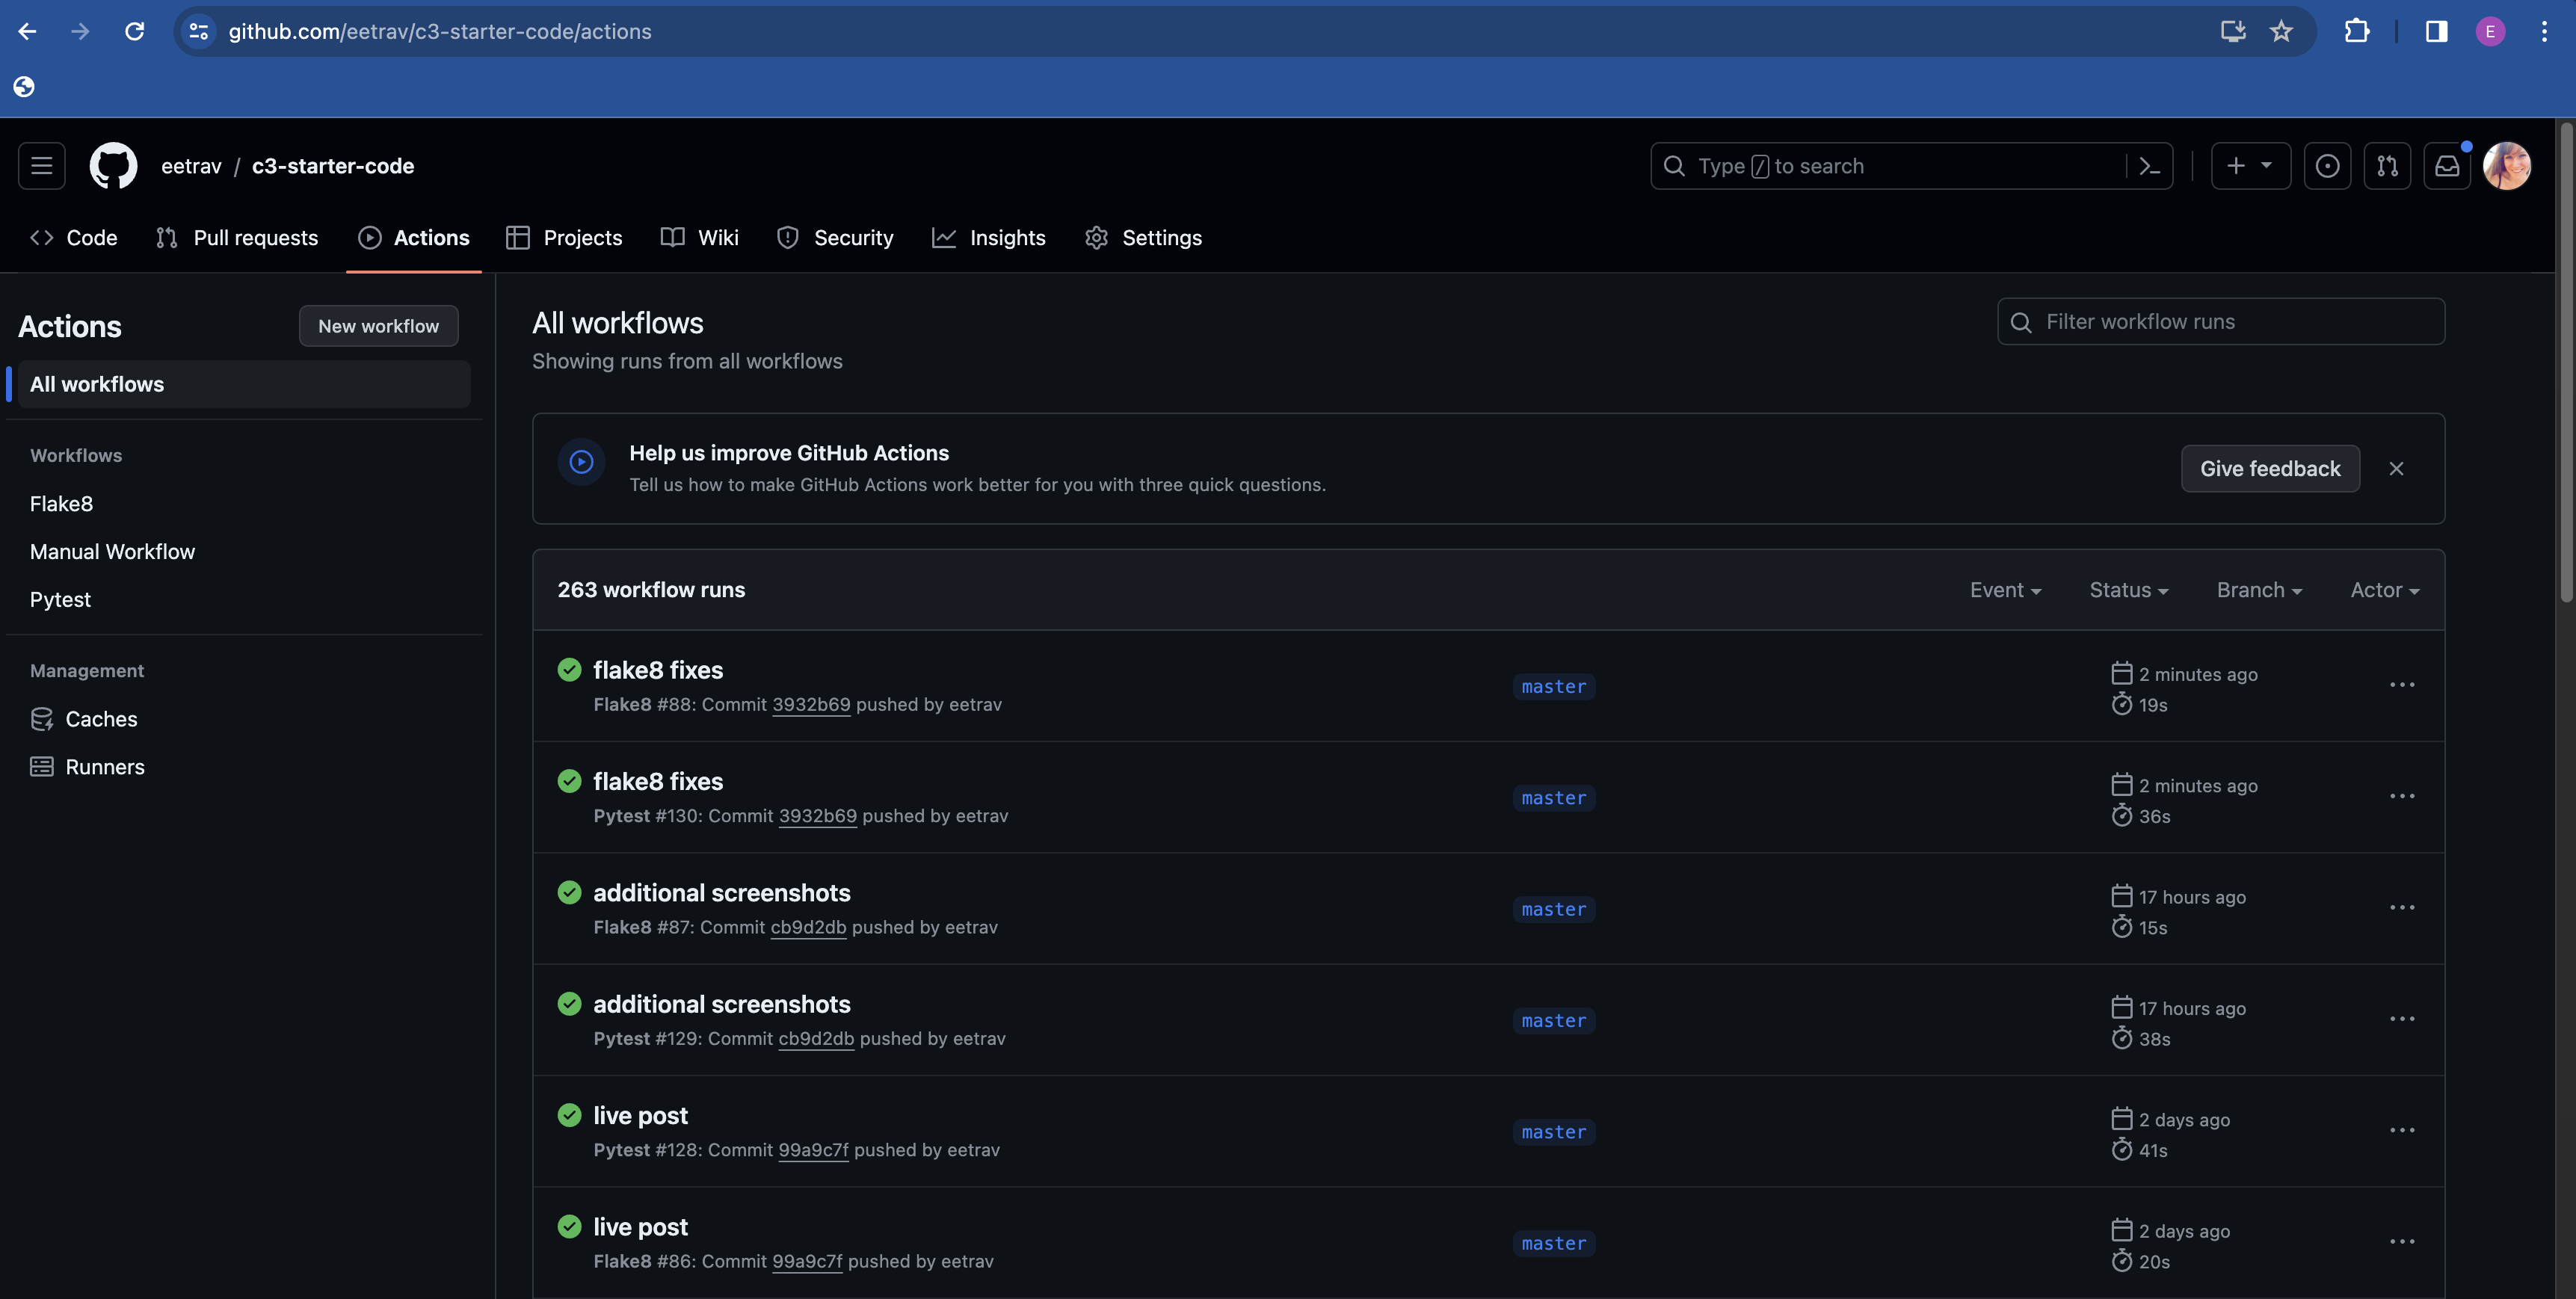 github.com/eetrav/c3-starter-code/actions
E
eetrav / c3-starter-code
Type / to search
Code
Pull requests
Actions
Projects
Wiki
Security
Insights
Settings
Actions
New workflow
All workflows
Workflows
Flake8
Manual Workflow
Pytest
Management
Caches
Runners
All workflows
Showing runs from all workflows
Filter workflow runs
Help us improve GitHub Actions
Tell us how to make GitHub Actions work better for you with three quick questions.
Give feedback
263 workflow runs
Event
Status
Branch
Actor
flake8 fixes
Flake8 #88: Commit 3932b69 pushed by eetrav
master
2 minutes ago
19s
flake8 fixes
Pytest #130: Commit 3932b69 pushed by eetrav
master
2 minutes ago
36s
additional screenshots
Flake8 #87: Commit cb9d2db pushed by eetrav
master
17 hours ago
15s
additional screenshots
Pytest #129: Commit cb9d2db pushed by eetrav
master
17 hours ago
38s
live post
Pytest #128: Commit 99a9c7f pushed by eetrav
master
2 days ago
41s
live post
Flake8 #86: Commit 99a9c7f pushed by eetrav
master
2 days ago
20s